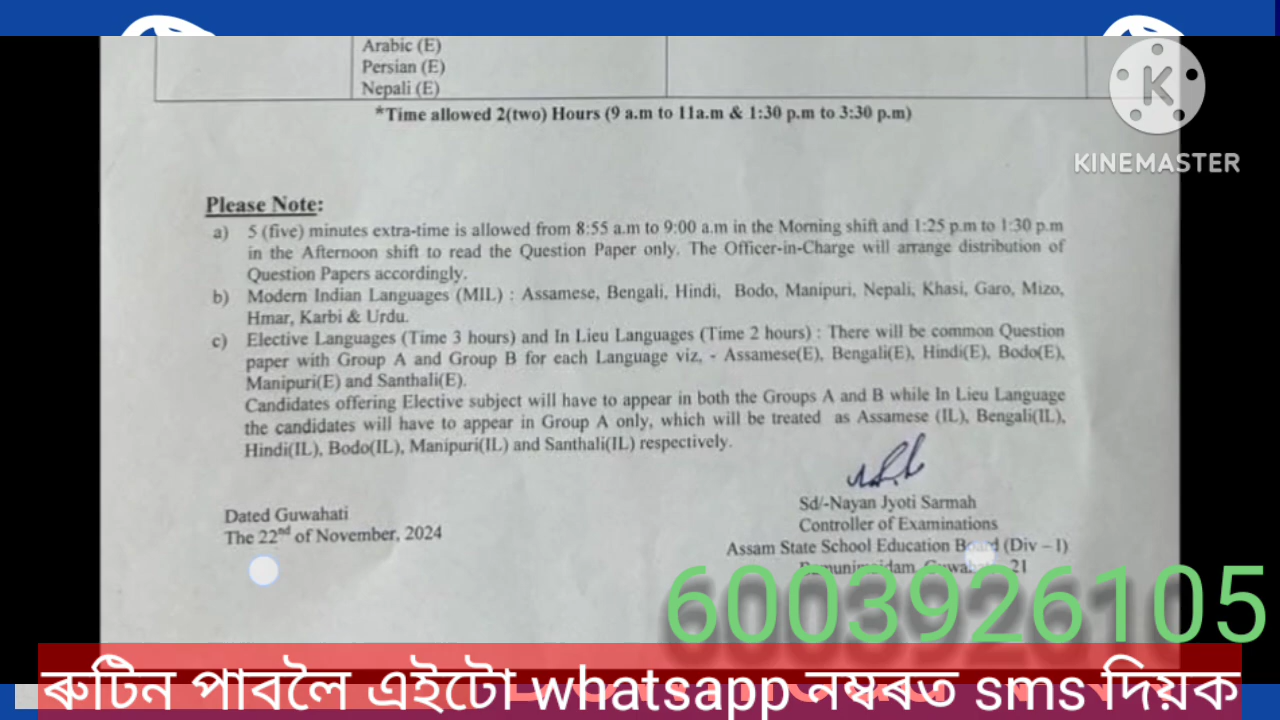 Arabic (E)
Persian (E)
Nepali (E)
*Time allowed 2(two) Hours (9 a.m to 11a.m & 1:30 p.m to 3:30 p.m)
KINEMASTER
Please Note:
a) 5 (five) minutes extra-time is allowed from 8:55 a.m to 9:00 a.m in the Morning shift and 1:25 p.m to 1:30 p.m
in the Afternoon shift to read the Question Paper only. The Officer-in-Charge will arrange distribution of
Question Papers accordingly.
b) Modern Indian Languages (MIL) : Assamese, Bengali, Hindi, Bodo, Manipuri, Nepali, Khasi, Garo, Mizo,
Hmar, Karbi & Urdu.
c) Elective Languages (Time 3 hours) and In Lieu Languages (Time 2 hours) : There will be common Question
paper with Group A and Group B for each Language viz, - Assamese(E), Bengali(E), Hindi(E), Bodo(E),
Manipuri(E) and Santhali(E).
Candidates offering Elective subject will have to appear in both the Groups A and B while In Lieu Language
the candidates will have to appear in Group A only, which will be treated as Assamese (IL), Bengali(IL),
Hindi(IL), Bodo(IL), Manipuri(IL) and Santhali(IL) respectively.
Sd/-Nayan Jyoti Sarmah
Dated Guwahati
Controller of Examinations
The 22nd of November, 2024
Assam State School Education Board (Div – I)
21
6003926105
ৰুটিন পাবলৈ এইটো whatsapp নম্বৰত sms দিয়ক